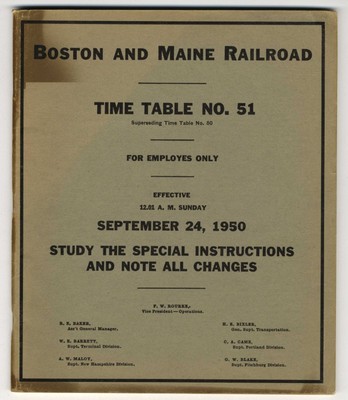 BOSTON AND MAINE RAILROAD
TIME TABLE NO. 51
Superseding Time Table No. 50
FOR EMPLOYES ONLY
EFFECTIVE
12.01 A. M. SUNDAY
SEPTEMBER 24, 1950
STUDY THE SPECIAL INSTRUCTIONS
AND NOTE ALL CHANGES
F. W. ROURKE,
Vice President—Operations.
R. K. BAKER,
Ass't General Manager.
H. R. RIXLER,
Gen. Supt. Transportation.
W. R. BARRETT,
Supt. Terminal Division.
C. A. CAME,
Supt. Portland Division.
A. W. MALOY,
Supt. New Hampshire Division.
G. W. BLAKE,
Supt. Fitchburg Division.